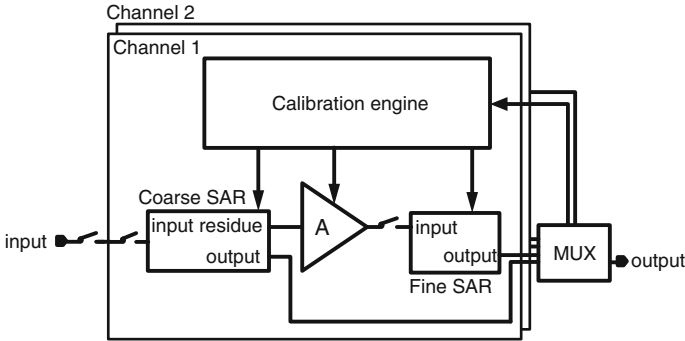 Channel 2
Channel 1
Calibration engine
Coarse SAR
input residue
output
A
input
output
Fine SAR
input
MUX
output